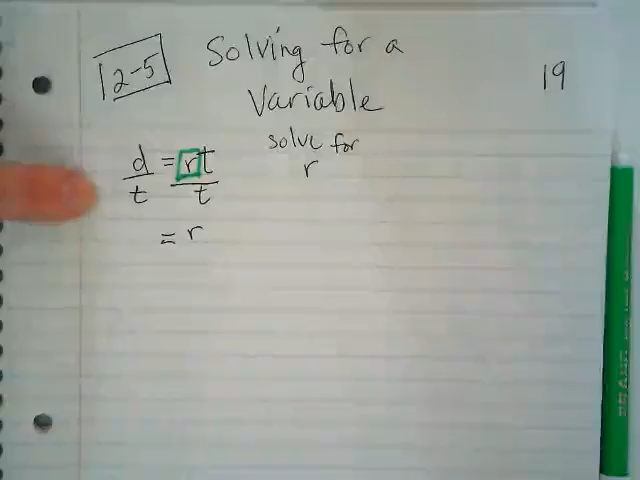 2-5 Solving for a 19
Variable
solve for
r
d = rt
t t
= r